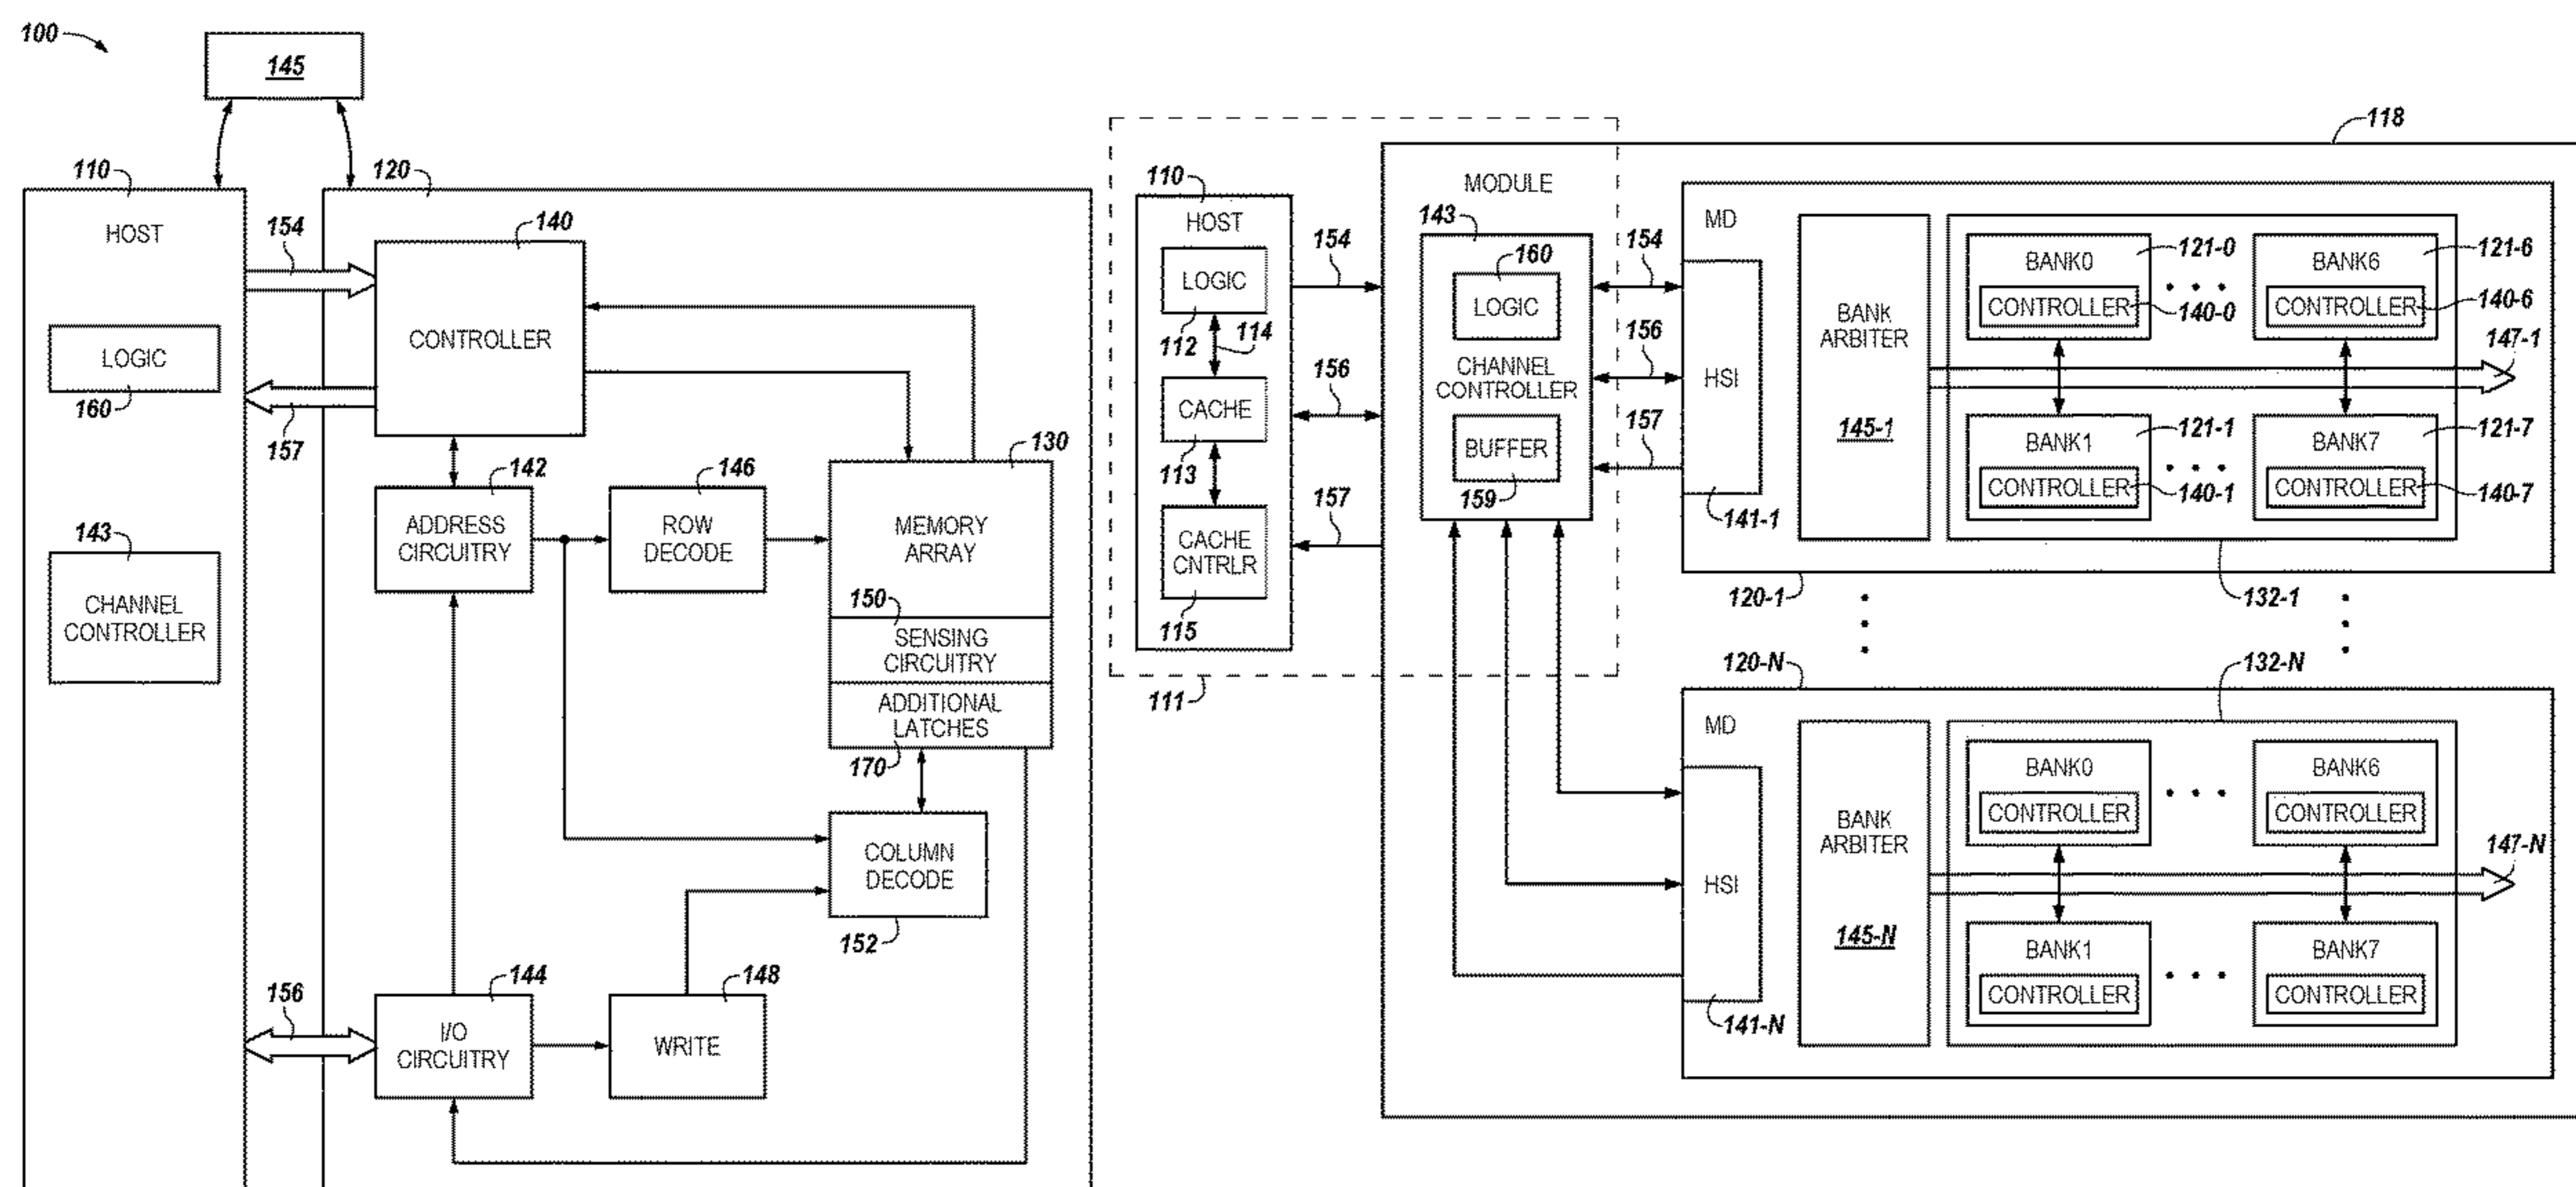 100
145
110
HOST
154
LOGIC
160
157
143
CHANNEL
CONTROLLER
156
120
140
CONTROLLER
142
ADDRESS
CIRCUITRY
146
ROW
DECODE
130
MEMORY
ARRAY
150
SENSING
CIRCUITRY
ADDITIONAL
LATCHES
170
COLUMN
DECODE
152
144
I/O
CIRCUITRY
148
WRITE
110
HOST
LOGIC
112
114
CACHE
113
CACHE
CNTRLR
115
111
154
156
157
118
MODULE
143
160
LOGIC
CHANNEL
CONTROLLER
BUFFER
159
154
156
157
MD
HSI
141-1
BANK
ARBITER
145-1
BANK0
CONTROLLER
121-0
140-0
BANK6
CONTROLLER
121-6
140-6
147-1
BANK1
CONTROLLER
121-1
140-1
BANK7
CONTROLLER
121-7
140-7
120-1
132-1
120-N
132-N
MD
HSI
141-N
BANK
ARBITER
145-N
BANK0
CONTROLLER
BANK6
CONTROLLER
147-N
BANK1
CONTROLLER
BANK7
CONTROLLER